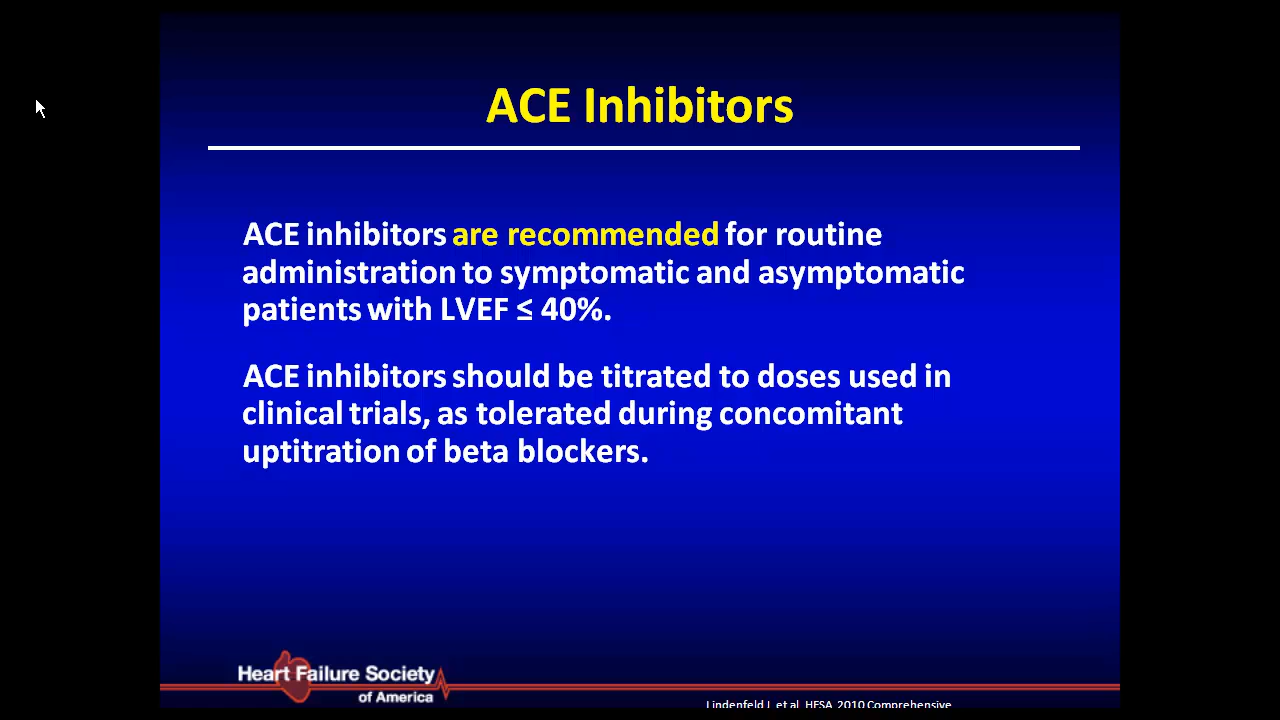 ACE Inhibitors
ACE inhibitors are recommended for routine
administration to symptomatic and asymptomatic
patients with LVEF ≤ 40%.
ACE inhibitors should be titrated to doses used in
clinical trials, as tolerated during concomitant
uptitration of beta blockers.
Heart Failure Society
of America
Lindenfeld J, et al. HFSA 2010 Comprehensive